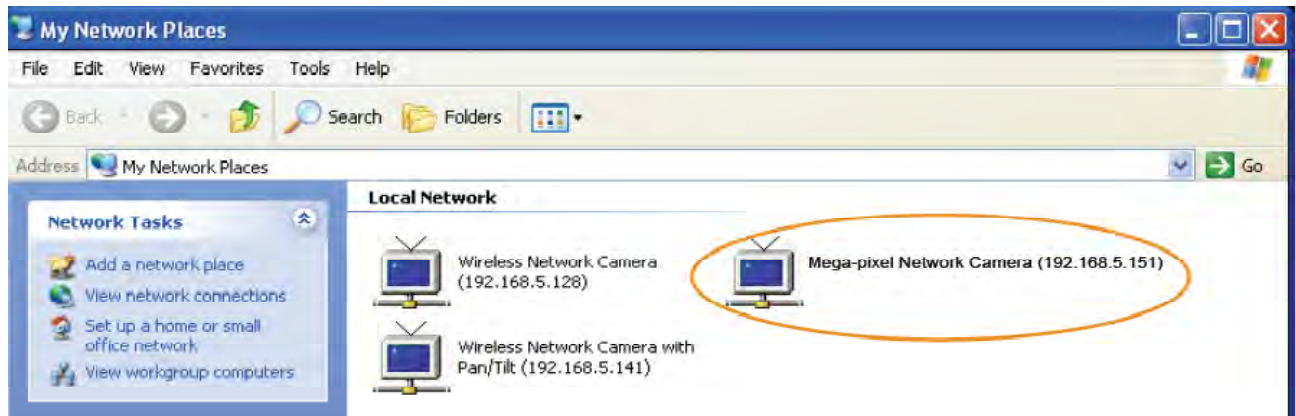 My Network Places
File Edit View Favorites Tools Help
Back Search Folders
Address My Network Places Go
Network Tasks
Add a network place
View network connections
Set up a home or small
office network
View workgroup computers
Local Network
Wireless Network Camera
(192.168.5.128)
Mega-pixel Network Camera (192.168.5.151)
Wireless Network Camera with
Pan/Tilt (192.168.5.141)